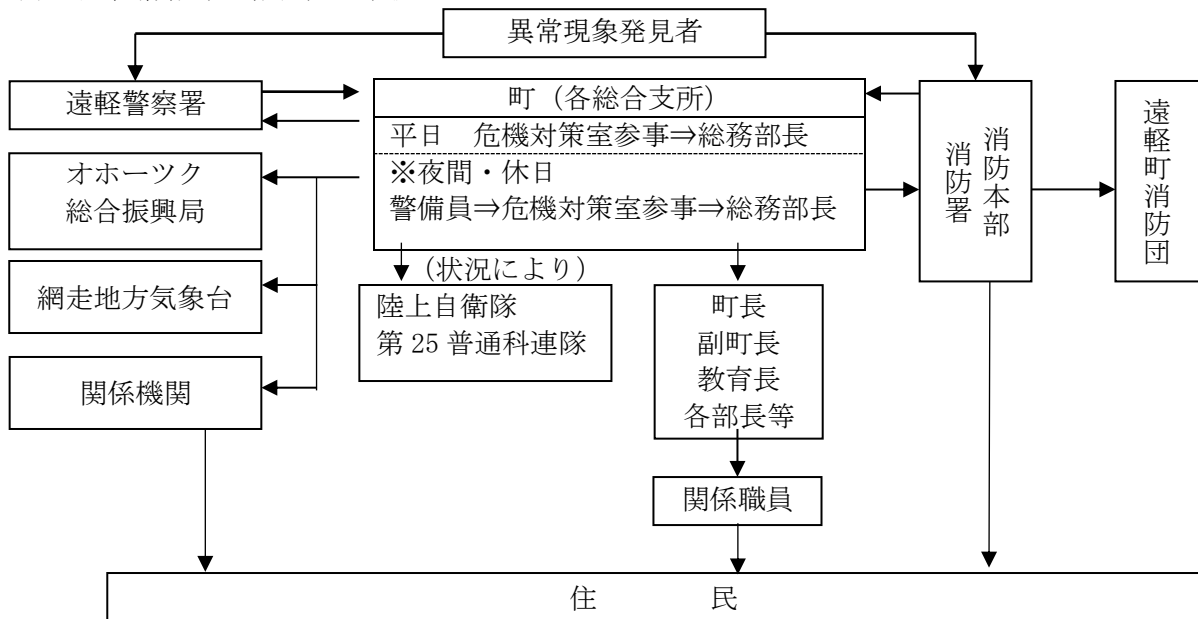 異常現象発見者
遠軽警察署
町（各総合支所）
平日　危機対策室参事⇒総務部長
※夜間・休日
警備員⇒危機対策室参事⇒総務部長
消防本部
消防署
遠軽町消防団
オホーツク
総合振興局
網走地方気象台
関係機関
（状況により）
陸上自衛隊
第 25 普通科連隊
町長
副町長
教育長
各部長等
関係職員
住　　　民